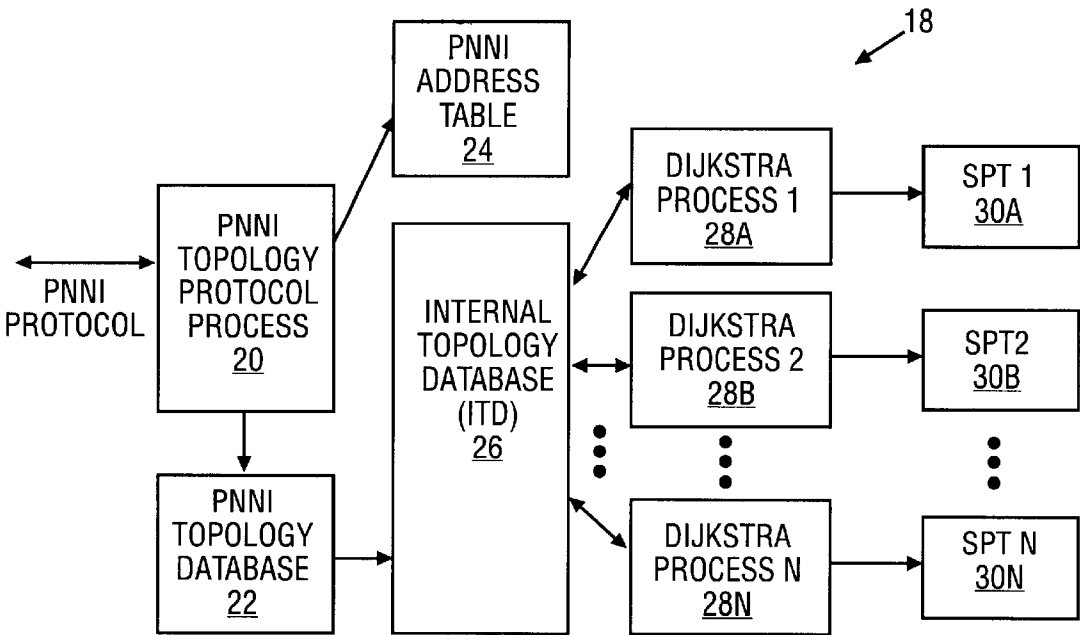 18
PNNI
ADDRESS
TABLE
24
PNNI
TOPOLOGY
PROTOCOL
PROCESS
20
PNNI
PROTOCOL
INTERNAL
TOPOLOGY
DATABASE
(ITD)
26
PNNI
TOPOLOGY
DATABASE
22
DIJKSTRA
PROCESS 1
28A
SPT 1
30A
DIJKSTRA
PROCESS 2
28B
SPT2
30B
DIJKSTRA
PROCESS N
28N
SPT N
30N